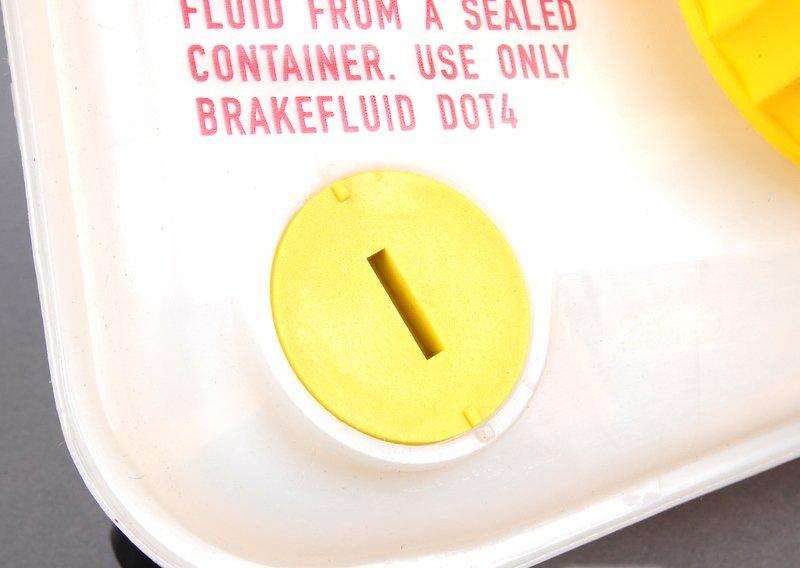 FLUID FROM A SEALED
CONTAINER. USE ONLY
BRAKEFLUID DOT4